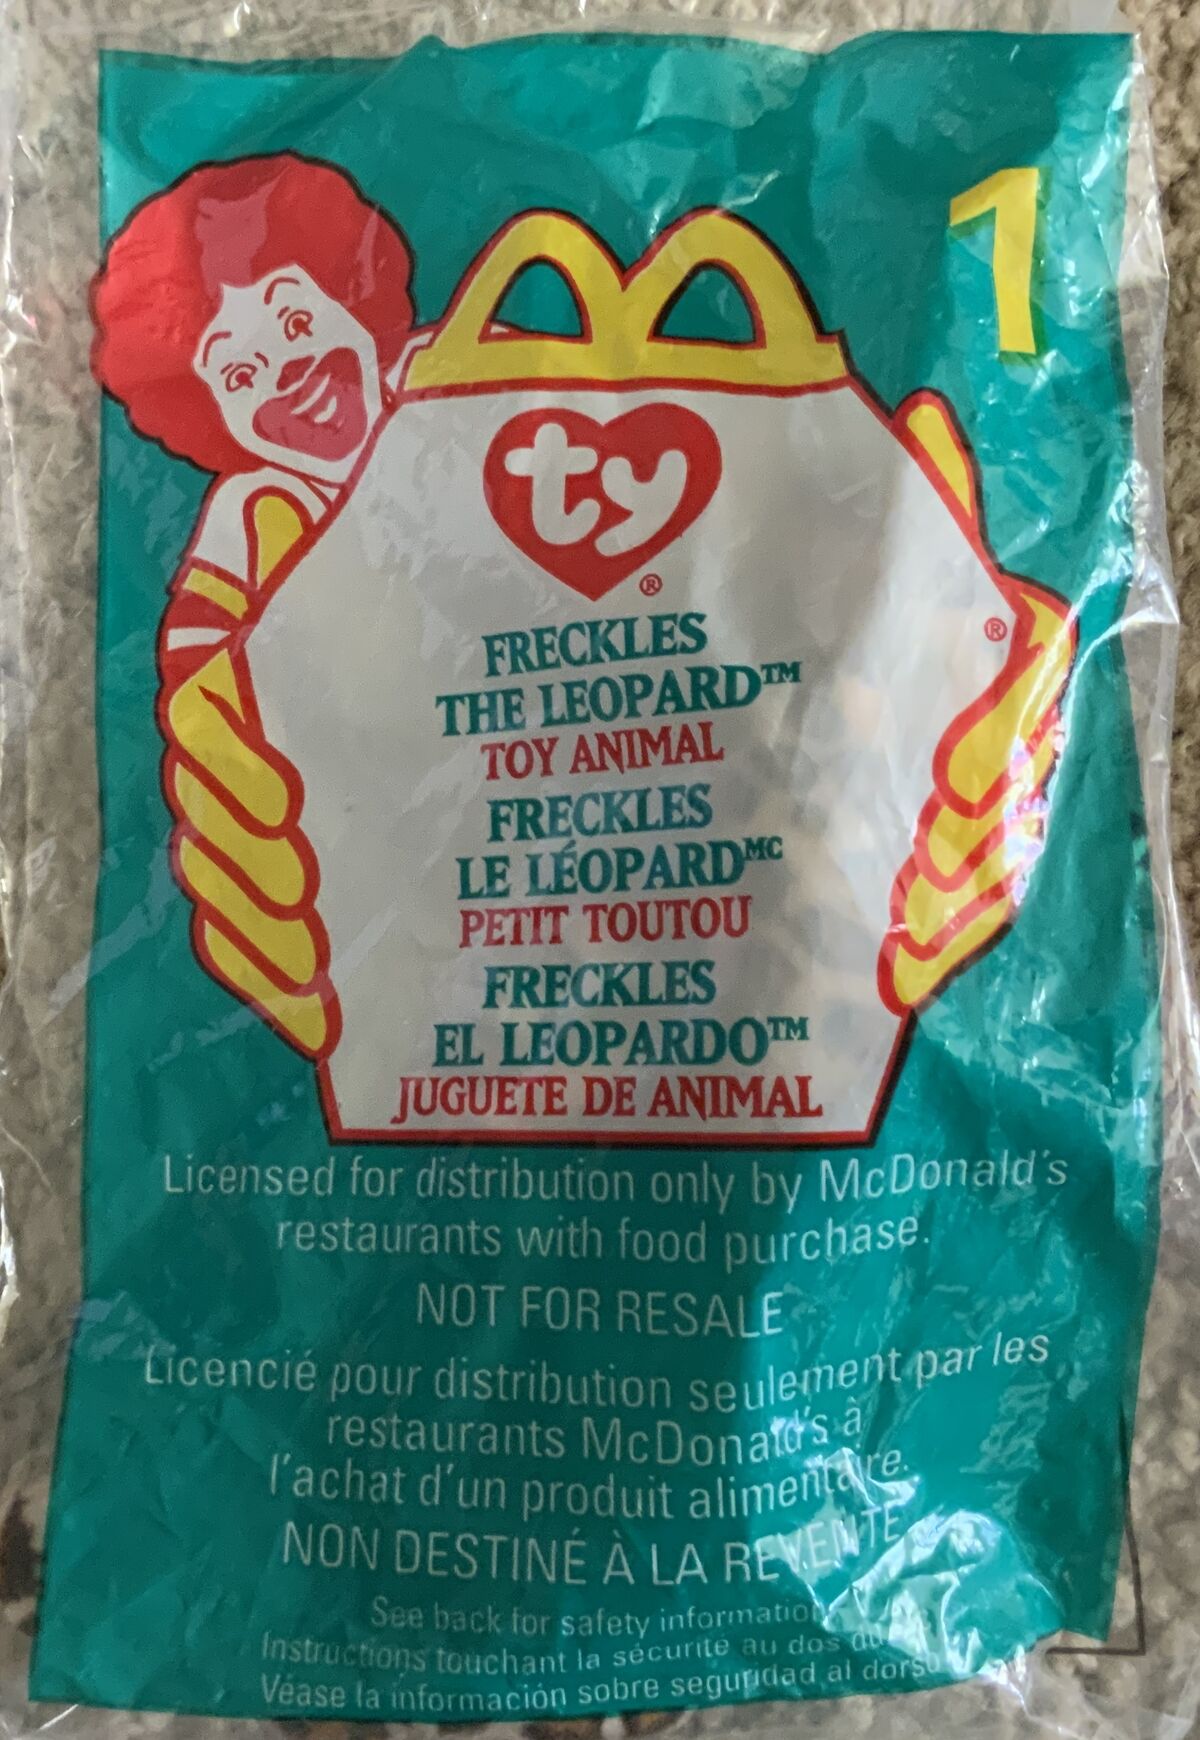 1
ty®
®
FRECKLES
THE LEOPARD™
TOY ANIMAL
FRECKLES
LE LÉOPARDMC
PETIT TOUTOU
FRECKLES
EL LEOPARDO™
JUGUETE DE ANIMAL
Licensed for distribution only by McDonald's
restaurants with food purchase.
NOT FOR RESALE
Licencié pour distribution seulement par les
restaurants McDonald's à
l'achat d'un produit alimentaire.
NON DESTINÉ À LA REVENTE
See back for safety information
Instructions touchant la sécurité au dos du
Véase la información sobre seguridad al dorso